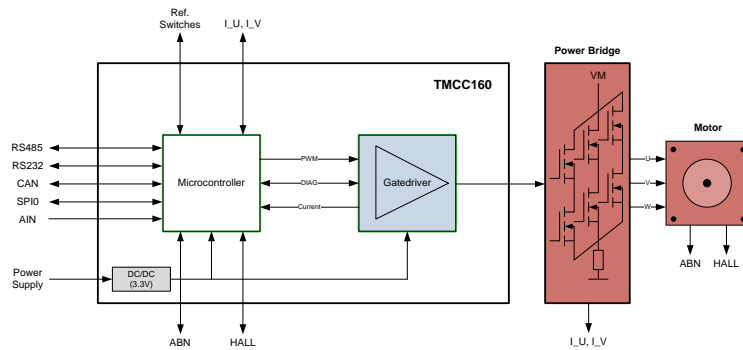 Ref.
Switches
I_U, I_V
Power Bridge
TMCC160
VM
Motor
RS485
RS232
CAN
SPI0
AIN
Microcontroller
PWM
DIAG
Current
Gatedriver
U
V
W
ABN
HALL
Power
Supply
DC/DC
(3.3V)
ABN
HALL
I_U, I_V